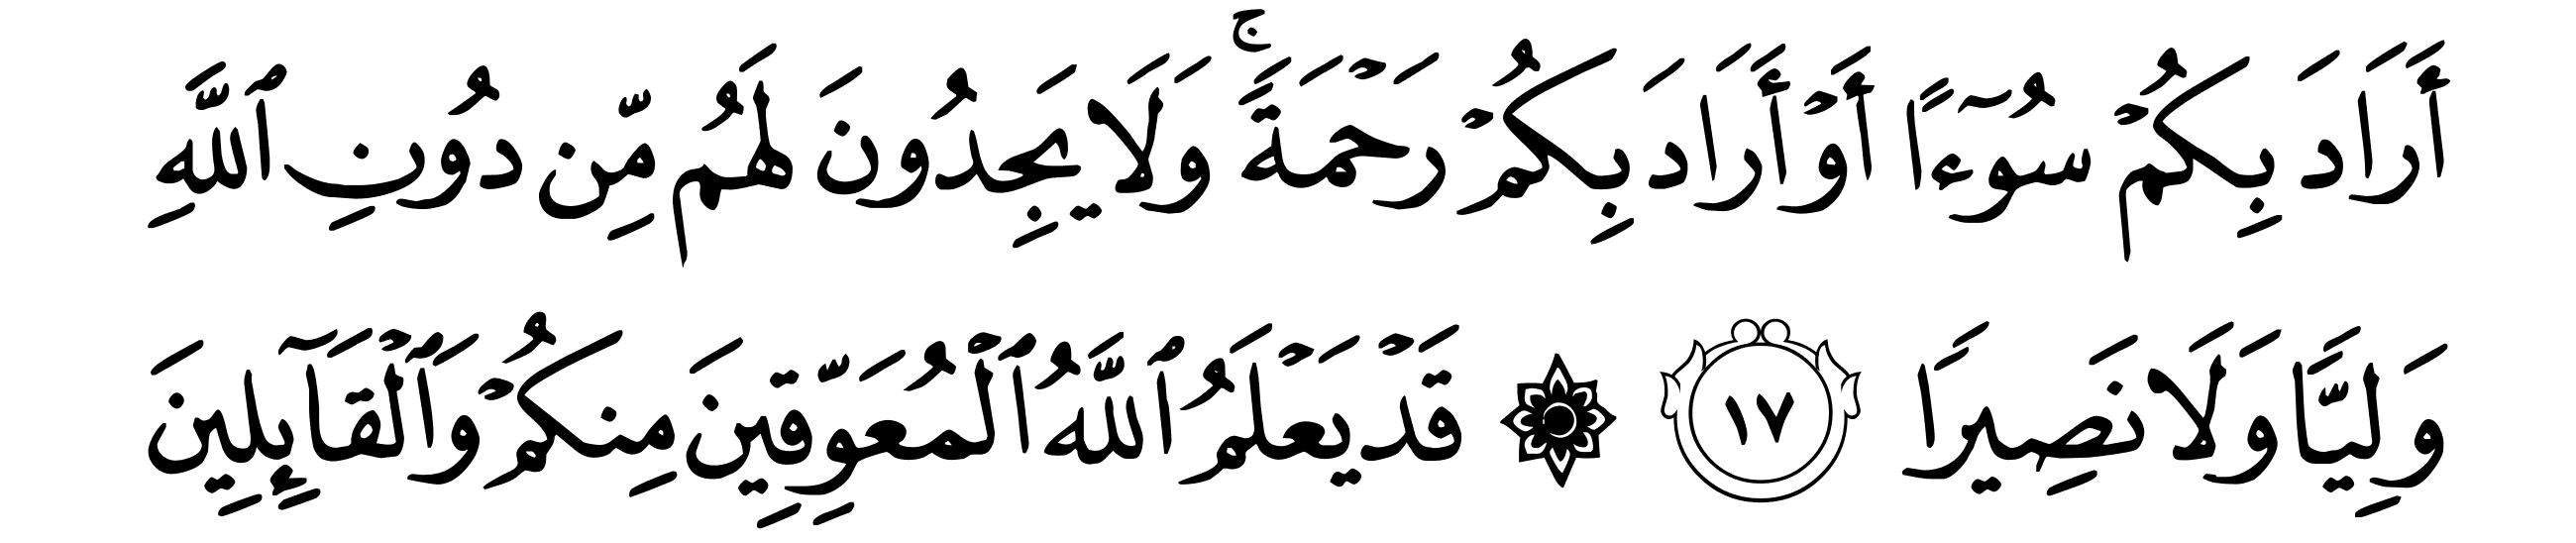 أَرَادَ بِكُمْ سُوٓءًا أَوْ أَرَادَ بِكُمْ رَحْمَةًۚ وَلَا يَجِدُونَ لَهُم مِّن دُونِ ٱللَّهِ
وَلِيًّا وَلَا نَصِيرًا ١٧ ۞ قَدْ يَعْلَمُ ٱللَّهُ ٱلْمُعَوِّقِينَ مِنكُمْ وَٱلْقَآئِلِينَ